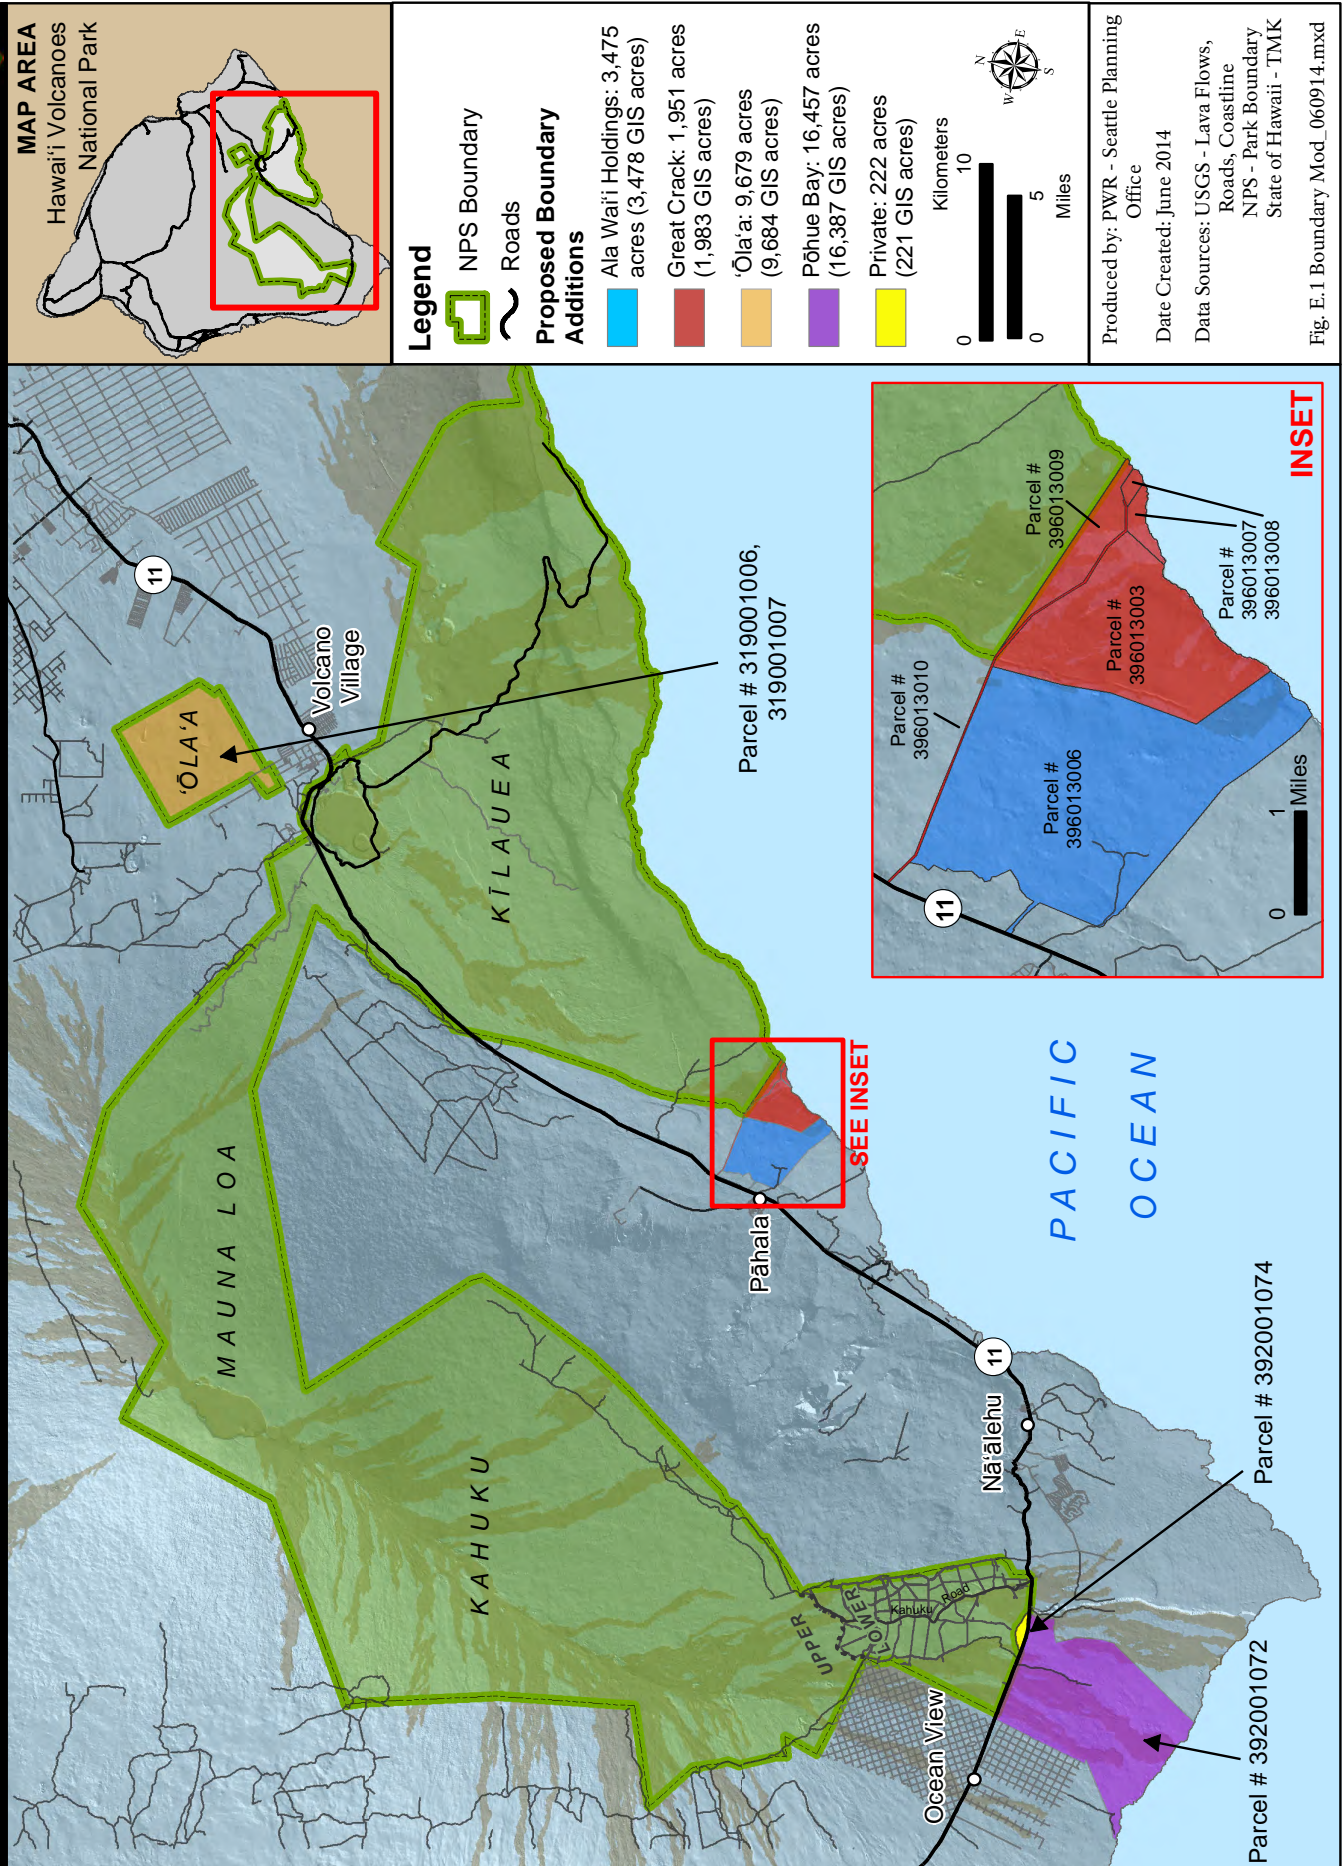 MAP AREA
Hawai‘i Volcanoes
National Park
Legend
NPS Boundary
Roads
Proposed Boundary
Additions
Ala Wai‘i Holdings: 3,475
acres (3,478 GIS acres)
Great Crack: 1,951 acres
(1,983 GIS acres)
‘Ōla‘a: 9,679 acres
(9,684 GIS acres)
Pōhue Bay: 16,457 acres
(16,387 GIS acres)
Private: 222 acres
(221 GIS acres)
N
E
S
W
Kilometers
0 10
0 5
Miles
Produced by: PWR - Seattle Planning
Office
Date Created: June 2014
Data Sources: USGS - Lava Flows,
Roads, Coastline
NPS - Park Boundary
State of Hawaii - TMK
Fig. E.1 Boundary Mod_060914.mxd
11
‘ŌLA‘A
Volcano
Village
Parcel # 319001006,
319001007
KĪLAUEA
MAUNA LOA
KAHUKU
SEE INSET
Pāhala
PACIFIC
OCEAN
11
Nā‘ālehu
UPPER
LOWER
Kahuku Road
Ocean View
Parcel # 392001074
Parcel # 392001072
Parcel #
396013010
Parcel #
396013009
Parcel #
396013003
Parcel #
396013006
Parcel #
396013007
396013008
11
0 1
Miles
INSET